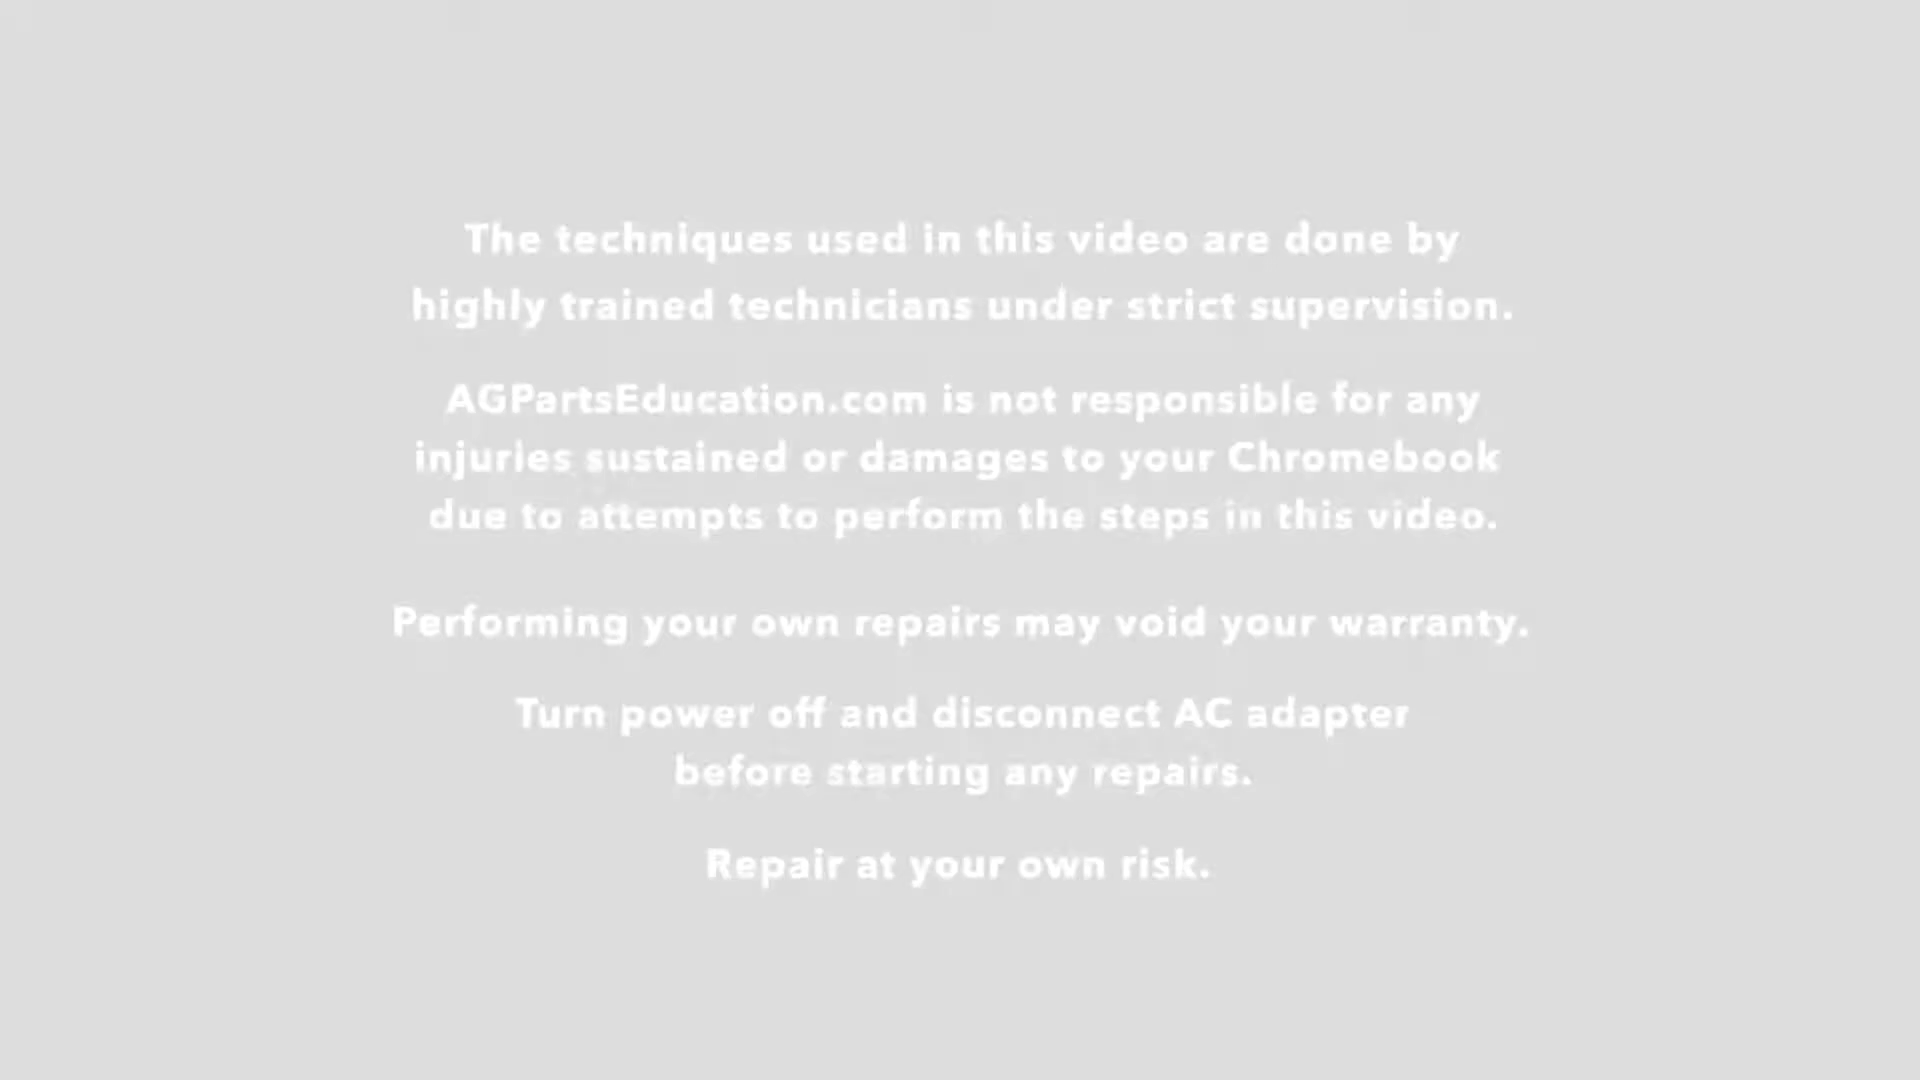 The techniques used in this video are done by
highly trained technicians under strict supervision.
AGPartsEducation.com is not responsible for any
injuries sustained or damages to your Chromebook
due to attempts to perform the steps in this video.
Performing your own repairs may void your warranty.
Turn power off and disconnect AC adapter
before starting any repairs.
Repair at your own risk.